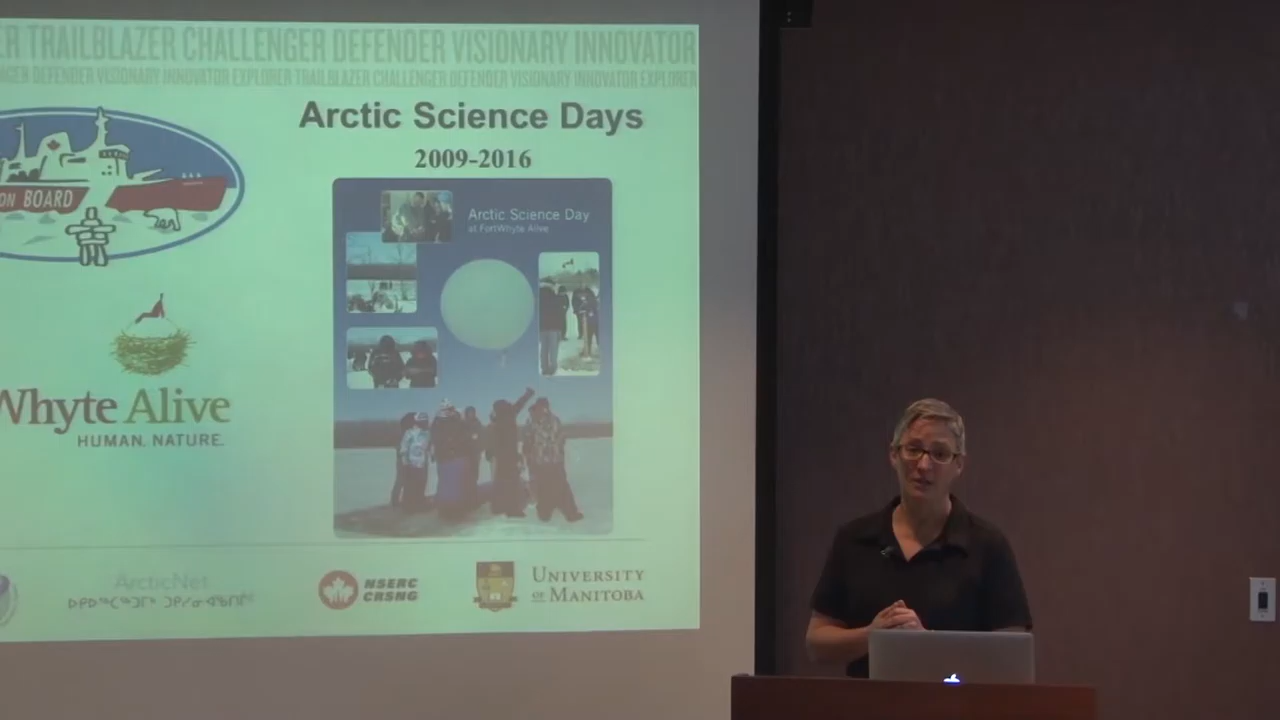 TRAILBLAZER CHALLENGER DEFENDER VISIONARY INNOVATOR
DEFENDER VISIONARY INNOVATOR EXPLORER TRAILBLAZER CHALLENGER DEFENDER VISIONARY INNOVATOR EXPLORER
Arctic Science Days
2009-2016
ON BOARD
Arctic Science Day
at FortWhyte Alive
Whyte Alive
HUMAN. NATURE.
ArcticNet
NSERC
CRSNG
UNIVERSITY
OF MANITOBA